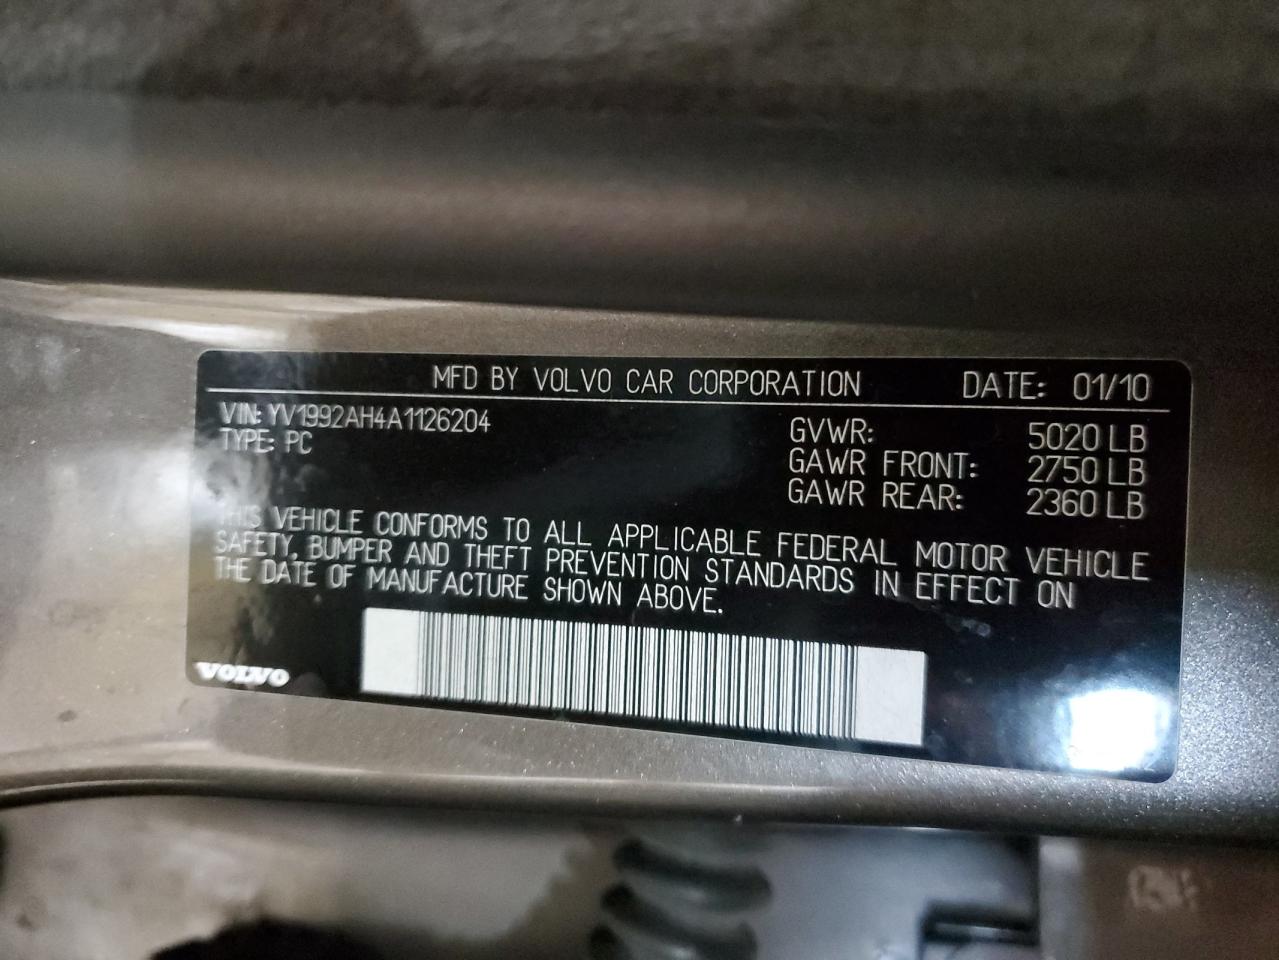 MFD BY VOLVO CAR CORPORATION DATE: 01/10
VIN: YV1992AH4A1126204
TYPE: PC
GVWR: 5020 LB
GAWR FRONT: 2750 LB
GAWR REAR: 2360 LB
THIS VEHICLE CONFORMS TO ALL APPLICABLE FEDERAL MOTOR VEHICLE
SAFETY, BUMPER AND THEFT PREVENTION STANDARDS IN EFFECT ON
THE DATE OF MANUFACTURE SHOWN ABOVE.
VOLVO